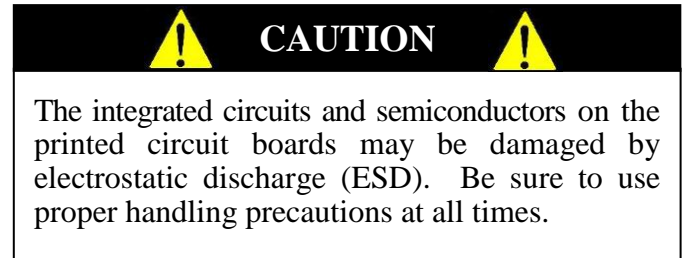 CAUTION
The integrated circuits and semiconductors on the
printed circuit boards may be damaged by
electrostatic discharge (ESD). Be sure to use
proper handling precautions at all times.